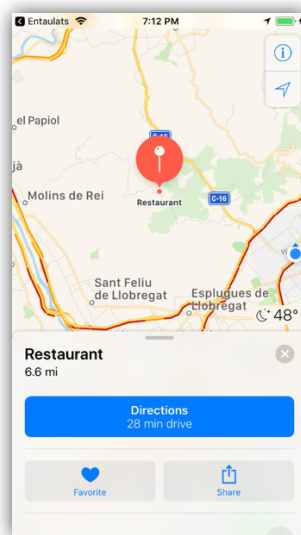 Entaulats
7:12 PM
el Papiol
jà
C-16
Molins de Rei
Restaurant
C-16
Sant Feliu
de Llobregat
Esplugues de
Llobregat
48°
Restaurant
6.6 mi
Directions
28 min drive
Favorite
Share